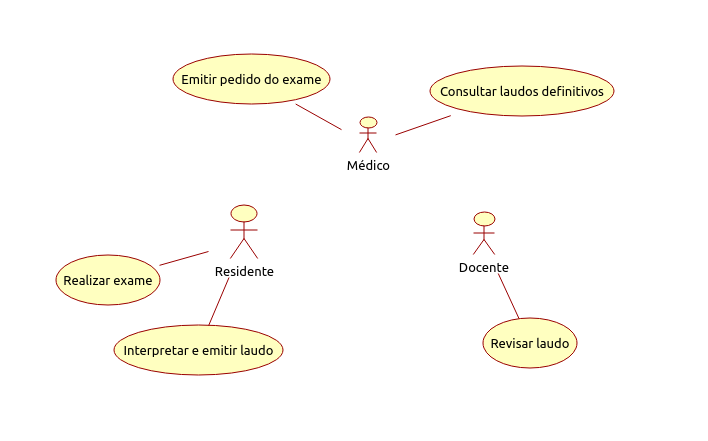 Emitir pedido do exame
Consultar laudos definitivos
Médico
Residente
Docente
Realizar exame
Interpretar e emitir laudo
Revisar laudo